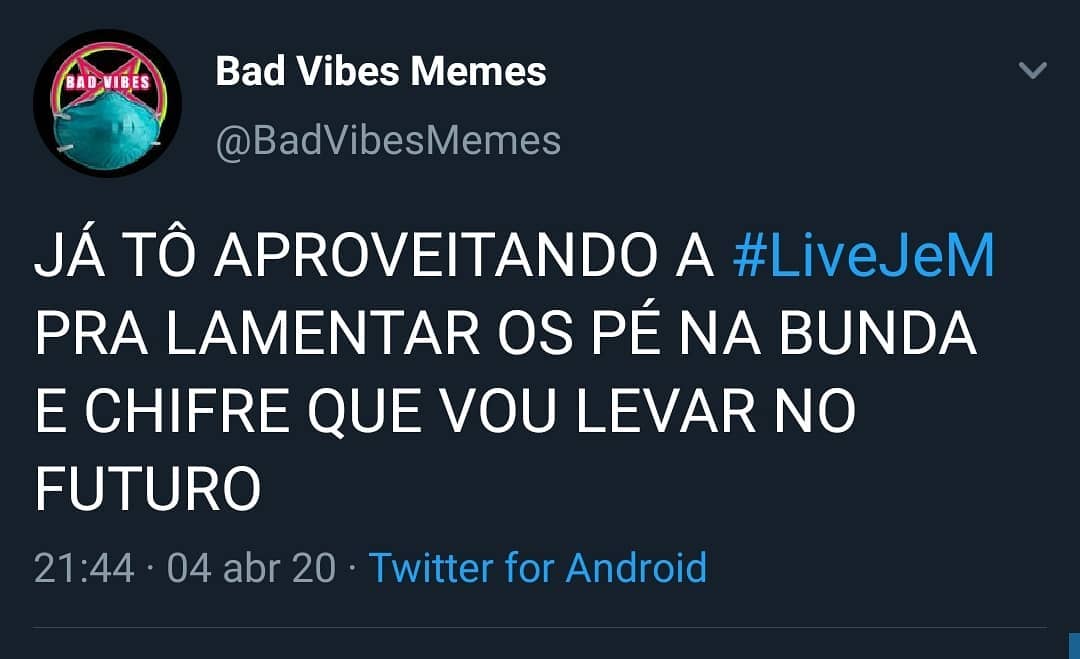 BAD VIBES
Bad Vibes Memes
@BadVibesMemes
JÁ TÔ APROVEITANDO A #LiveJeM
PRA LAMENTAR OS PÉ NA BUNDA
E CHIFRE QUE VOU LEVAR NO
FUTURO
21:44 · 04 abr 20 · Twitter for Android